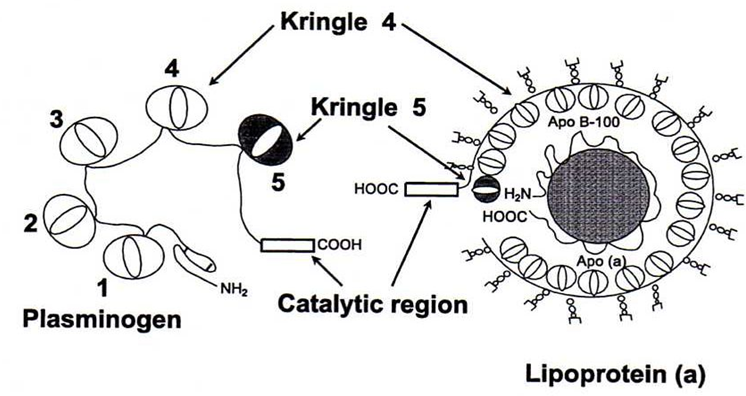 Kringle 4
4
3
Kringle 5
Apo B-100
5
HOOC
H₂N
HOOC
2
COOH
Apo (a)
1
NH₂
Catalytic region
Plasminogen
Lipoprotein (a)